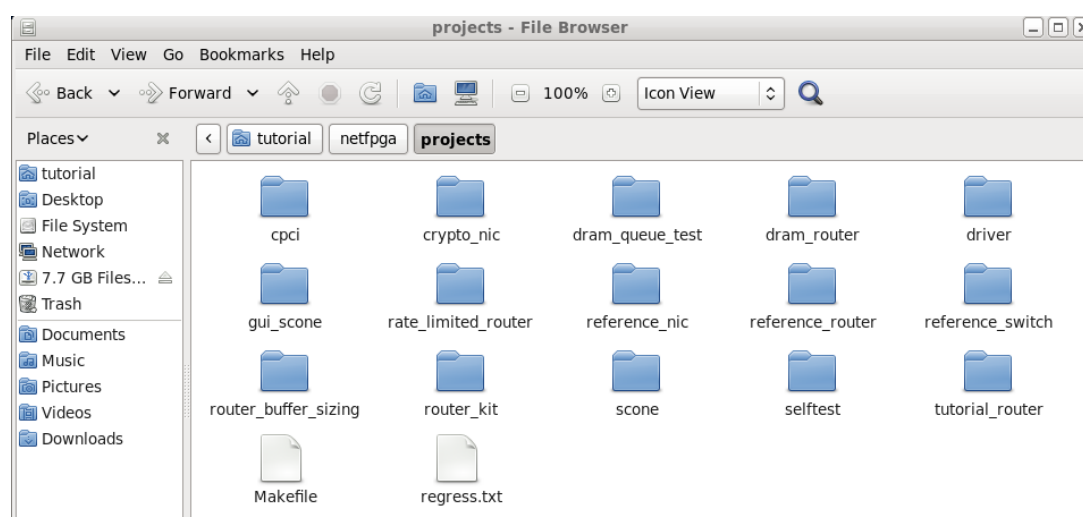 projects - File Browser
File Edit View Go Bookmarks Help
Back Forward 100% Icon View
Places tutorial netfpga projects
tutorial
Desktop
File System
Network
7.7 GB Files...
Trash
Documents
Music
Pictures
Videos
Downloads
cpci crypto_nic dram_queue_test dram_router driver
gui_scone rate_limited_router reference_nic reference_router reference_switch
router_buffer_sizing router_kit scone selftest tutorial_router
Makefile regress.txt